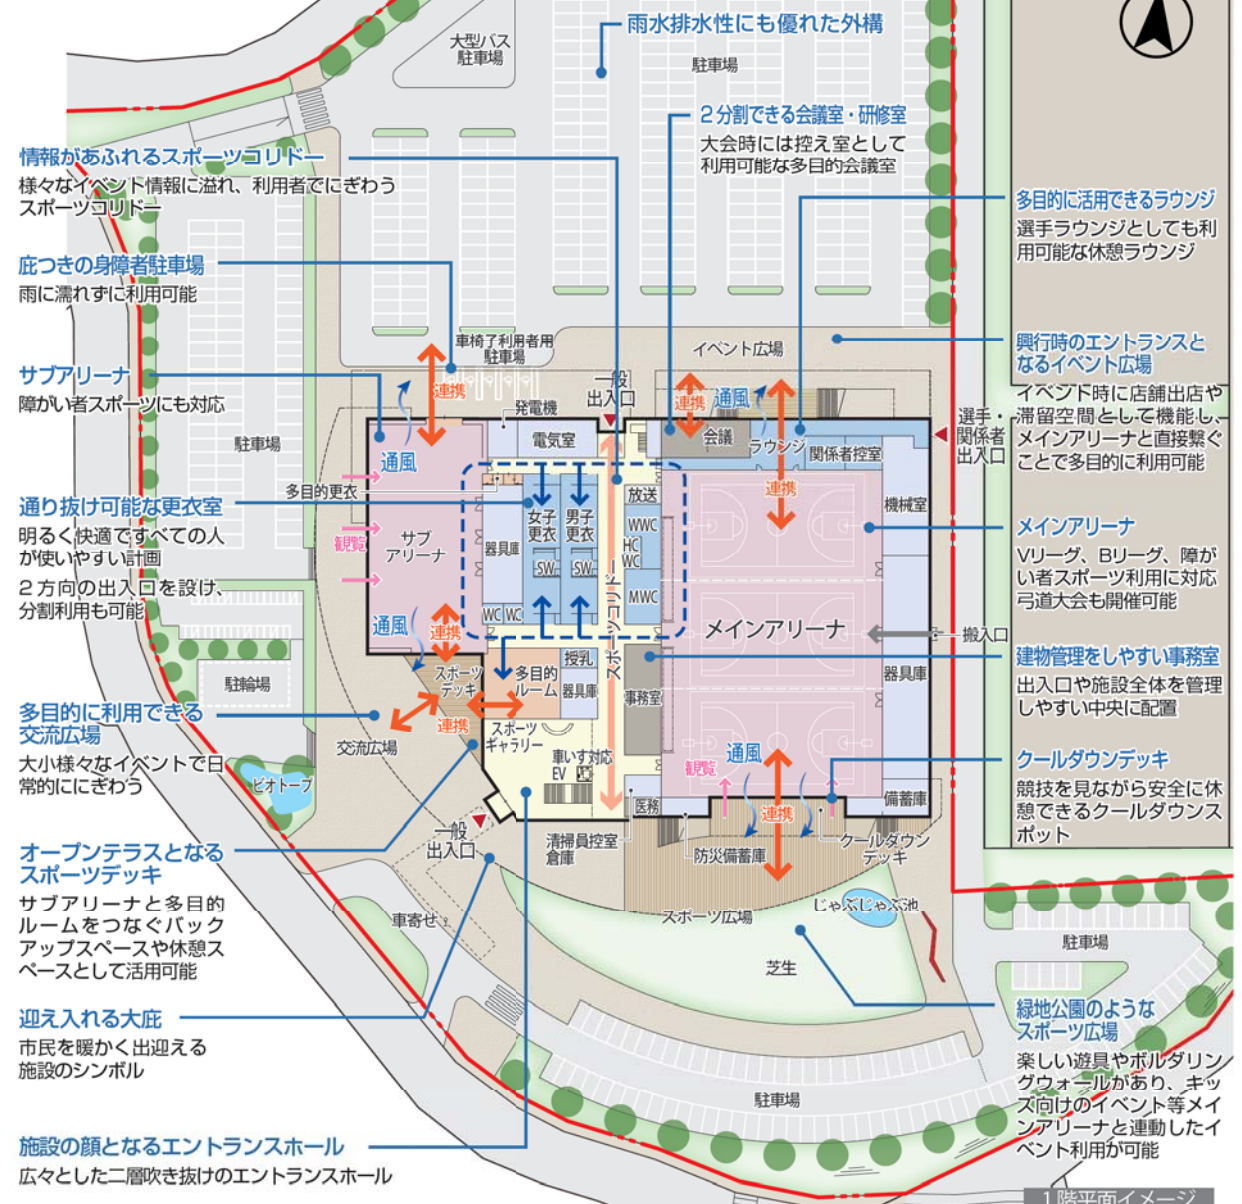 雨水排水性にも優れた外構
大型バス
駐車場
駐車場
2分割できる会議室・研修室
大会時には控え室として
利用可能な多目的会議室
情報があふれるスポーツコリドー
様々なイベント情報に溢れ、利用者でにぎわう
スポーツコリドー
多目的に活用できるラウンジ
選手ラウンジとしても利
用可能な休憩ラウンジ
庇つきの身障者駐車場
雨に濡れずに利用可能
車椅子利用者用
駐車場
イベント広場
興行時のエントランスと
なるイベント広場
イベント時に店舗出店や
滞留空間として機能し、
メインアリーナと直接繋ぐ
ことで多目的に利用可能
サブアリーナ
障がい者スポーツにも対応
駐車場
連携
発電機
一般
出入口
連携
通風
選手・
関係者
出入口
通風
電気室
会議
ラウンジ
関係者控室
多目的更衣
放送
連携
機械室
通り抜け可能な更衣室
明るく快適ですべての人
が使いやすい計画
2方向の出入口を設け、
分割利用も可能
観覧
サブ
アリーナ
器具庫
女子
更衣
男子
更衣
SW
SW
WWC
HC
WC
MWC
WC
WC
スポーツコリドー
メインアリーナ
メインアリーナ
Vリーグ、Bリーグ、障が
い者スポーツ利用に対応
弓道大会も開催可能
搬入口
通風
連携
建物管理をしやすい事務室
出入口や施設全体を管理
しやすい中央に配置
駐輪場
スポーツ
デッキ
多目的
ルーム
授乳
器具庫
事務室
器具庫
多目的に利用できる
交流広場
大小様々なイベントで日
常的ににぎわう
交流広場
連携
スポーツ
ギャラリー
車いす対応
EV
通風
観覧
クールダウンデッキ
競技を見ながら安全に休
憩できるクールダウンス
ポット
ビオトープ
医務
備蓄庫
連携
一般
出入口
清掃員控室
倉庫
防災備蓄庫
クールダウン
デッキ
オープンテラスとなる
スポーツデッキ
サブアリーナと多目的
ルームをつなぐバック
アップスペースや休憩ス
ペースとして活用可能
車寄せ
スポーツ広場
じゃぶじゃぶ池
駐車場
芝生
緑地公園のような
スポーツ広場
楽しい遊具やボルダリン
グウォールがあり、キッ
ズ向けのイベント等メイ
ンアリーナと連動したイ
ベント利用が可能
迎え入れる大庇
市民を暖かく出迎える
施設のシンボル
駐車場
施設の顔となるエントランスホール
広々とした二層吹き抜けのエントランスホール
1階平面イメージ